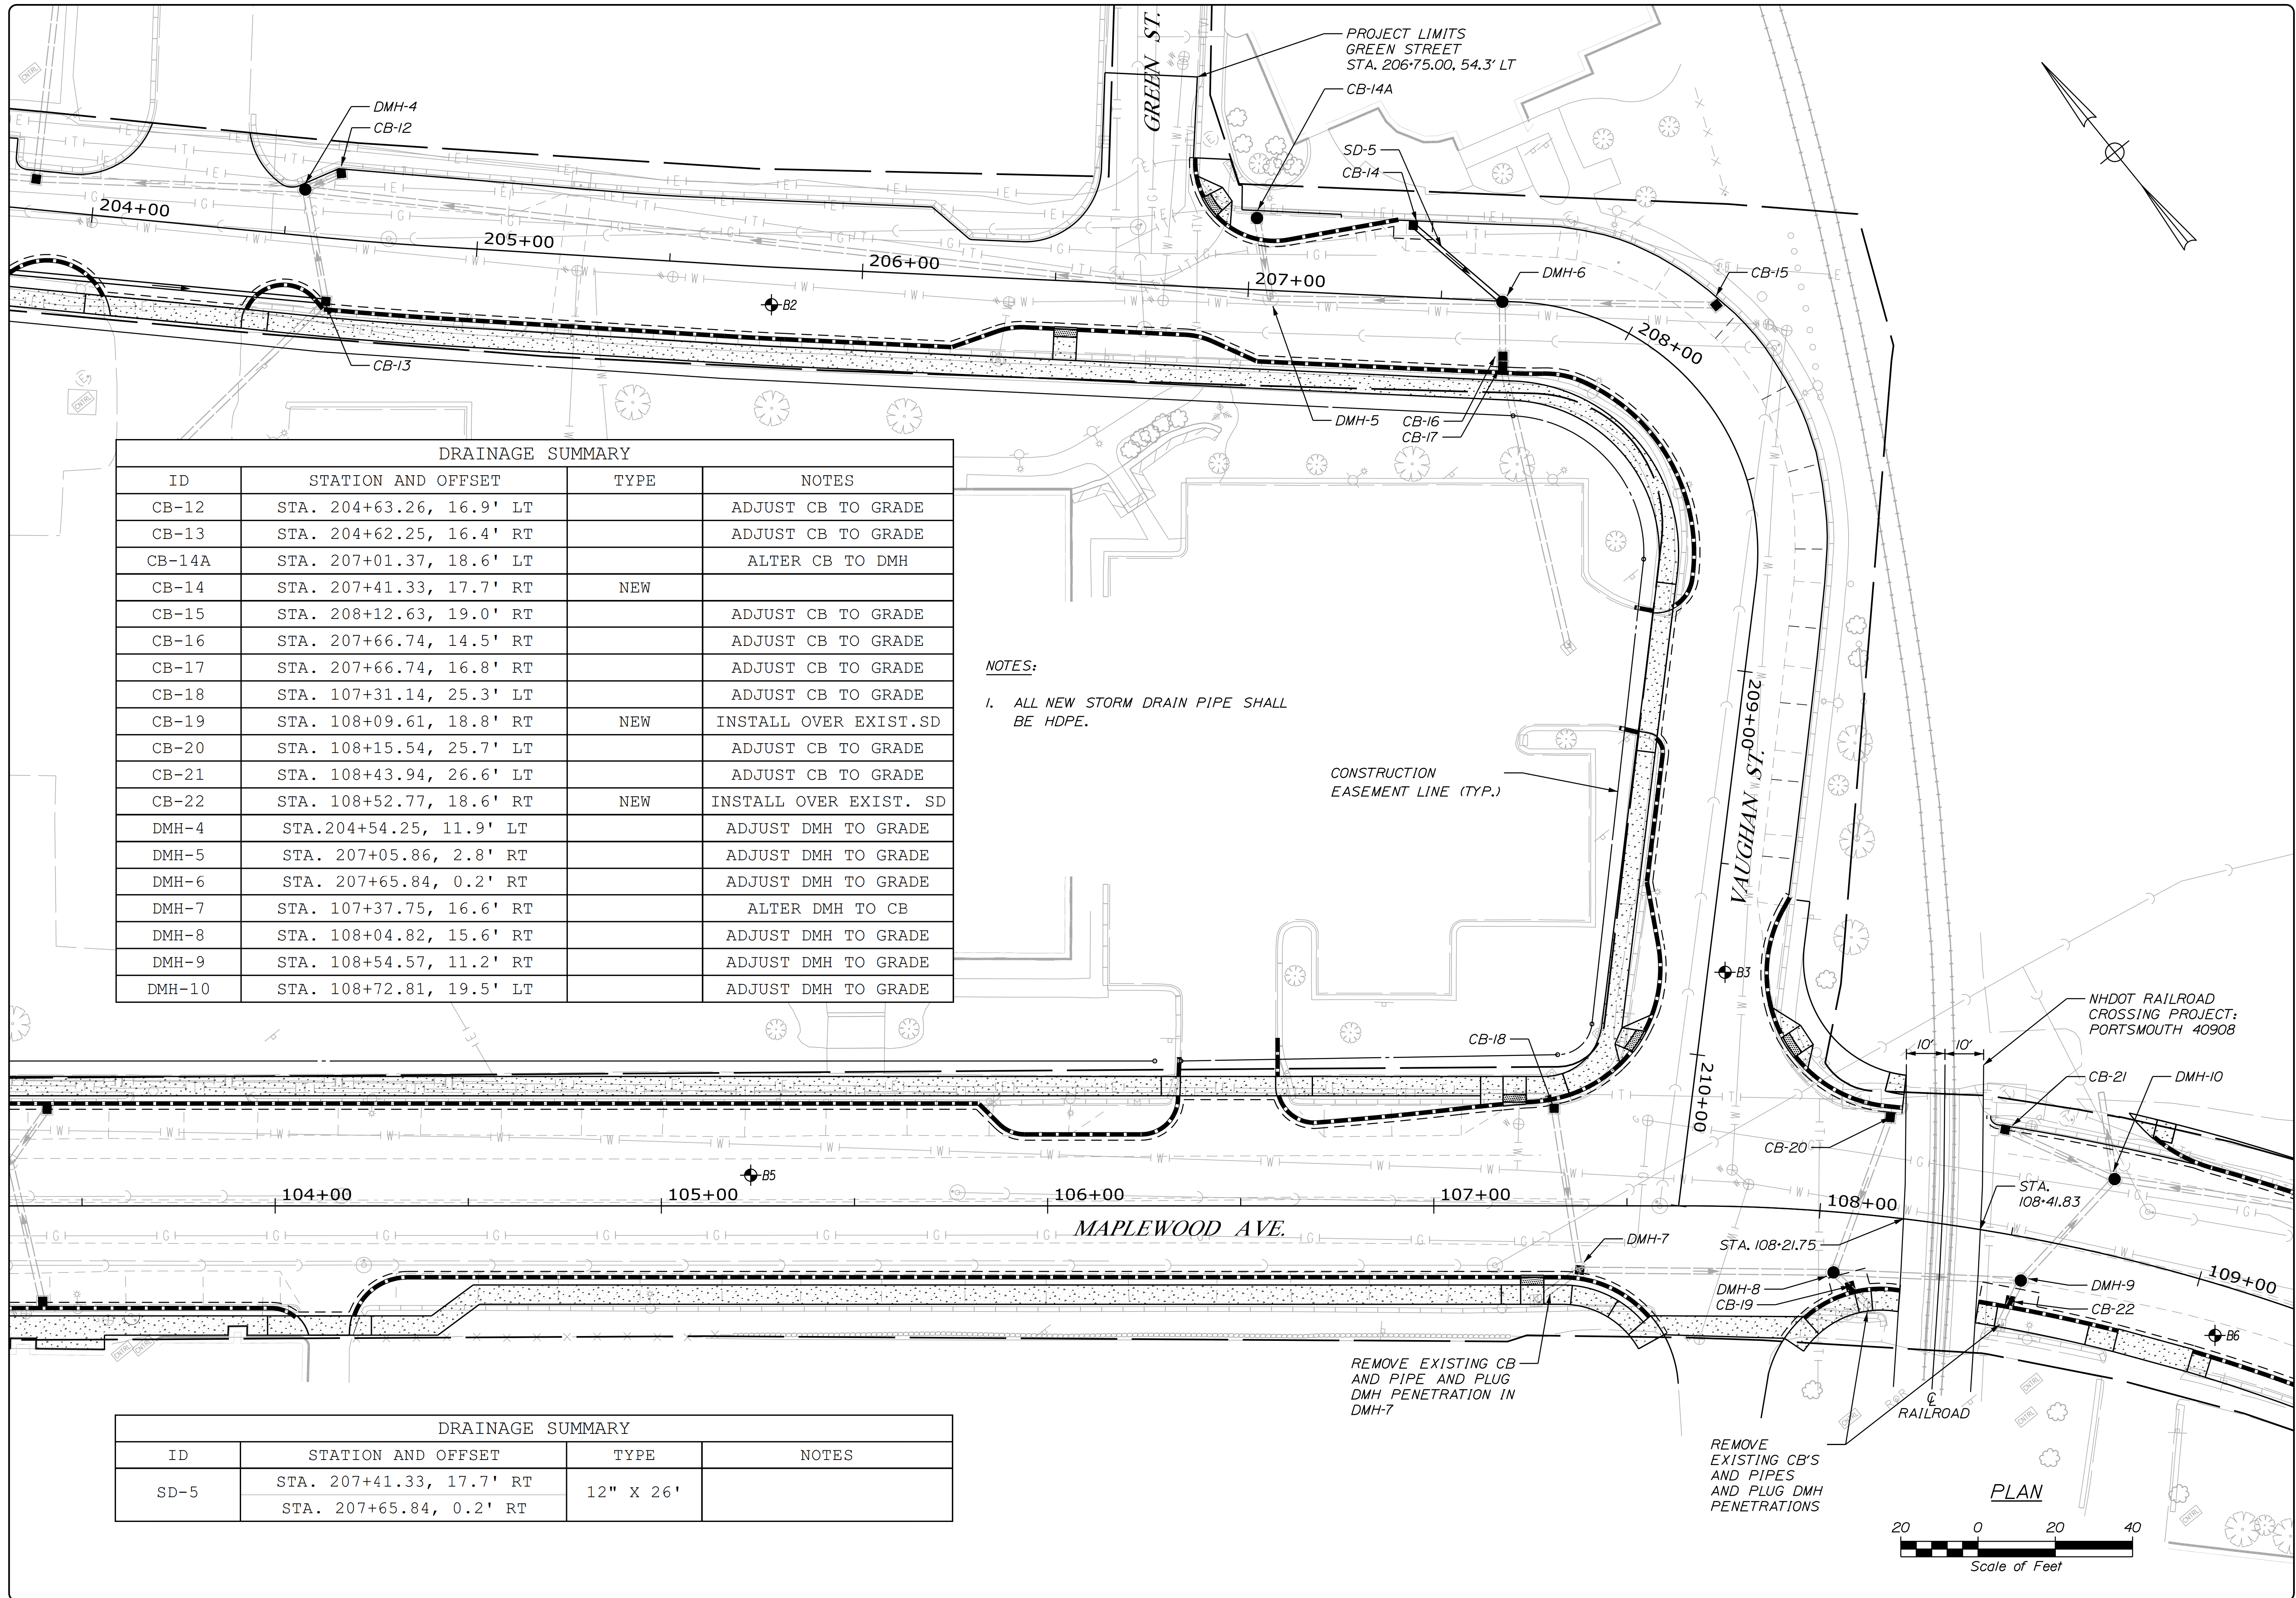 PROJECT LIMITS
GREEN STREET
STA. 206+75.00, 54.3' LT
GREEN ST.
CB-14A
DMH-4
CB-12
SD-5
CB-14
204+00
205+00
206+00
207+00
DMH-6
CB-15
208+00
B2
CB-13
DMH-5
CB-16
CB-17
DRAINAGE SUMMARY
ID STATION AND OFFSET TYPE NOTES
CB-12 STA. 204+63.26, 16.9' LT ADJUST CB TO GRADE
CB-13 STA. 204+62.25, 16.4' RT ADJUST CB TO GRADE
CB-14A STA. 207+01.37, 18.6' LT ALTER CB TO DMH
CB-14 STA. 207+41.33, 17.7' RT NEW
CB-15 STA. 208+12.63, 19.0' RT ADJUST CB TO GRADE
CB-16 STA. 207+66.74, 14.5' RT ADJUST CB TO GRADE
CB-17 STA. 207+66.74, 16.8' RT ADJUST CB TO GRADE
CB-18 STA. 107+31.14, 25.3' LT ADJUST CB TO GRADE
CB-19 STA. 108+09.61, 18.8' RT NEW INSTALL OVER EXIST.SD
CB-20 STA. 108+15.54, 25.7' LT ADJUST CB TO GRADE
CB-21 STA. 108+43.94, 26.6' LT ADJUST CB TO GRADE
CB-22 STA. 108+52.77, 18.6' RT NEW INSTALL OVER EXIST. SD
DMH-4 STA.204+54.25, 11.9' LT ADJUST DMH TO GRADE
DMH-5 STA. 207+05.86, 2.8' RT ADJUST DMH TO GRADE
DMH-6 STA. 207+65.84, 0.2' RT ADJUST DMH TO GRADE
DMH-7 STA. 107+37.75, 16.6' RT ALTER DMH TO CB
DMH-8 STA. 108+04.82, 15.6' RT ADJUST DMH TO GRADE
DMH-9 STA. 108+54.57, 11.2' RT ADJUST DMH TO GRADE
DMH-10 STA. 108+72.81, 19.5' LT ADJUST DMH TO GRADE
NOTES:
1. ALL NEW STORM DRAIN PIPE SHALL
BE HDPE.
CONSTRUCTION
EASEMENT LINE (TYP.)
209+00
VAUGHAN ST.
B3
210+00
NHDOT RAILROAD
CROSSING PROJECT:
PORTSMOUTH 40908
10' 10'
CB-18
CB-21
DMH-10
CB-20
B5
104+00
105+00
106+00
107+00
108+00
STA.
108+41.83
MAPLEWOOD AVE.
DMH-7
STA. 108+21.75
109+00
DMH-8
CB-19
DMH-9
CB-22
B6
REMOVE EXISTING CB
AND PIPE AND PLUG
DMH PENETRATION IN
DMH-7
RAILROAD
REMOVE
EXISTING CB'S
AND PIPES
AND PLUG DMH
PENETRATIONS
DRAINAGE SUMMARY
ID STATION AND OFFSET TYPE NOTES
SD-5 STA. 207+41.33, 17.7' RT 12" X 26'
STA. 207+65.84, 0.2' RT
PLAN
20 0 20 40
Scale of Feet